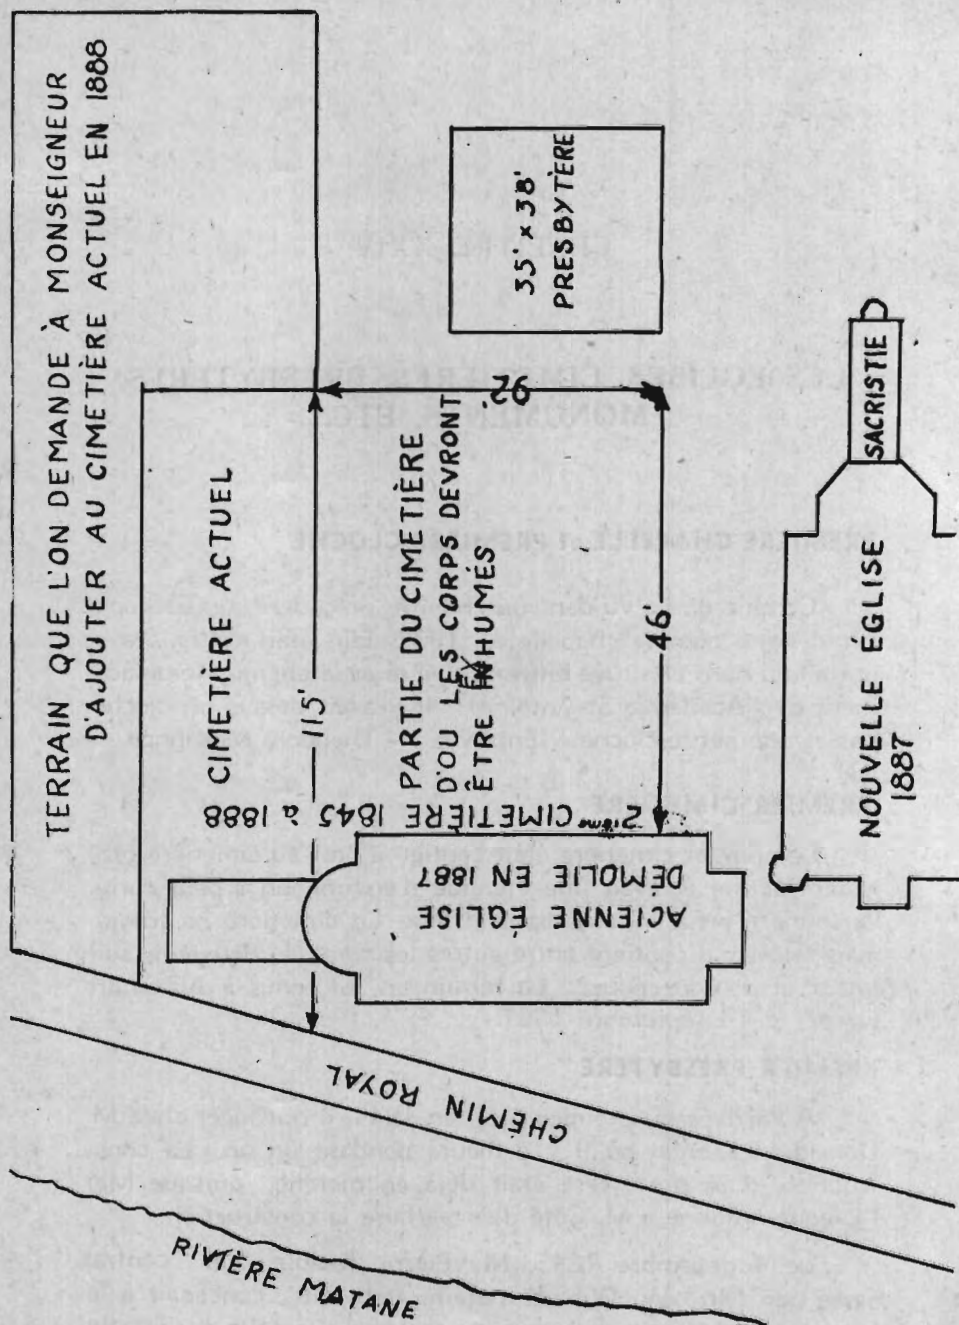 TERRAIN QUE L'ON DEMANDE À MONSEIGNEUR
D'AJOUTER AU CIMETIÈRE ACTUEL EN 1888
CIMETIERE ACTUEL
115'
PARTIE DU CIMETIÈRE
D'OU LES CORPS DEVRONT
ÊTRE EXHUMÉS
92'
35' x 38'
PRESBYTÈRE
2ième CIMETIÈRE 1845 à 1888
46'
ACIENNE ÉGLISE
DÉMOLIE EN 1887
SACRISTIE
NOUVELLE ÉGLISE
1887
CHEMIN ROYAL
RIVIÈRE MATANE